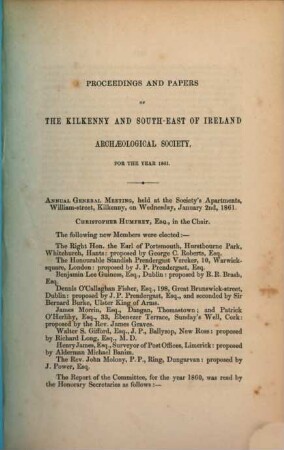 PROCEEDINGS AND PAPERS
OF
THE KILKENNY AND SOUTH-EAST OF IRELAND
ARCHÆOLOGICAL SOCIETY,
FOR THE YEAR 1861.
ANNUAL GENERAL MEETING, held at the Society's Apartments,
William-street, Kilkenny, on Wednesday, January 2nd, 1861.
CHRISTOPHER HUMFREY, ESQ., in the Chair.
The following new Members were elected:—
The Right Hon. the Earl of Portsmouth, Hurstbourne Park,
Whitchurch, Hants: proposed by George C. Roberts, Esq.
The Honourable Standish Prendergast Vereker, 10, Warwick-
square, London: proposed by J. P. Prendergast, Esq.
Benjamin Lee Guiness, Esq., Dublin: proposed by B. B. Brash,
Esq.
Dennis O'Callaghan Fisher, Esq., 198, Great Brunswick-street,
Dublin: proposed by J. P. Prendergast, Esq., and seconded by Sir
Bernard Burke, Ulster King of Arms.
James Morrin, Esq., Dangan, Thomastown; and Patrick
O'Herlihy, Esq., 33, Ebenezer Terrace, Sunday's Well, Cork:
proposed by the Rev. James Graves.
Walter S. Gifford, Esq., J. P., Ballysop, New Ross: proposed
by Richard Long, Esq., M. D.
Henry James, Esq., Surveyor of Post Offices, Limerick: proposed
by Alderman Michael Banim.
The Rev. John Mohny, P. P., Ring, Dungarvan: proposed by
J. Power, Esq.
The Report of the Committee, for the year 1860, was read by
the Honorary Secretaries as follows:—